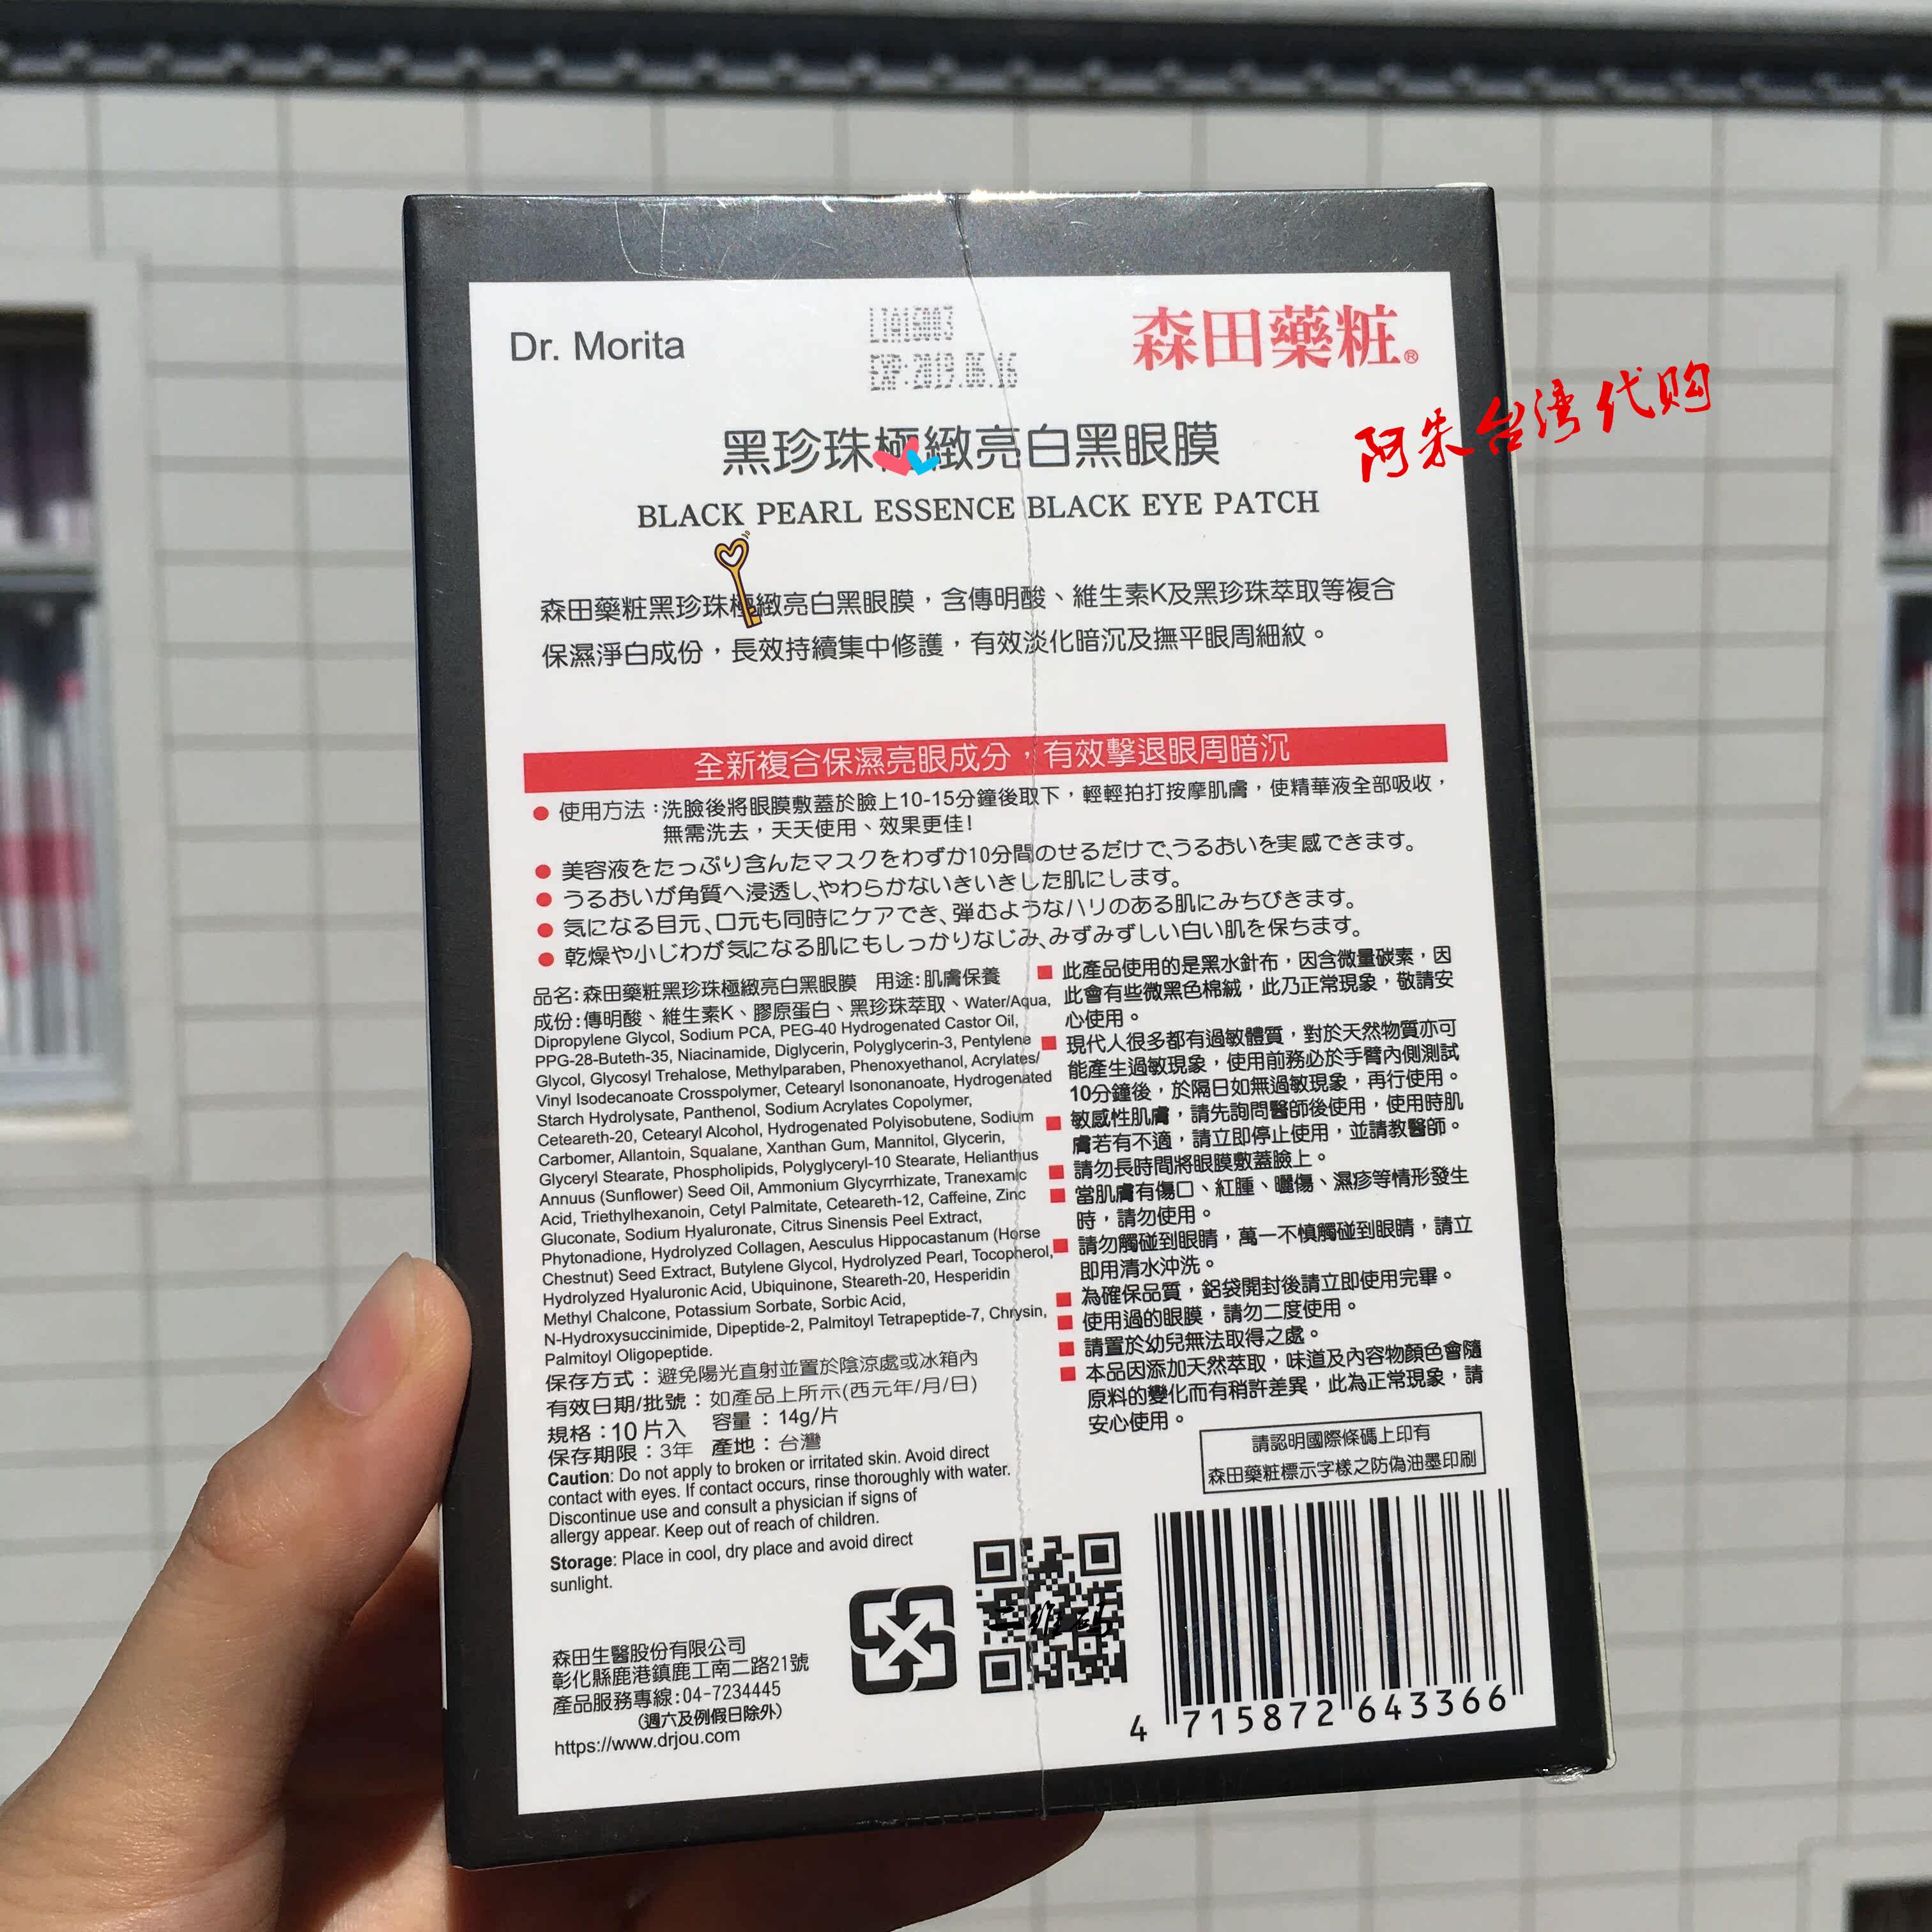 Dr. Morita
LIA16003
EXP:2019.06.16
森田藥粧®
阿朱台湾代购
黑珍珠極緻亮白黑眼膜
BLACK PEARL ESSENCE BLACK EYE PATCH
森田藥粧黑珍珠極緻亮白黑眼膜，含傳明酸、維生素K及黑珍珠萃取等複合
保濕淨白成份，長效持續集中修護，有效淡化暗沉及撫平眼周細紋。
全新複合保濕亮眼成分，有效擊退眼周暗沉
● 使用方法：洗臉後將眼膜敷蓋於臉上10-15分鐘後取下，輕輕拍打按摩肌膚，使精華液全部吸收，
無需洗去，天天使用、效果更佳!
● 美容液をたっぷり含んだマスクをわずか10分間のせるだけで、うるおいを実感できます。
● うるおいが角質へ浸透し、やわらかないきいきした肌にします。
● 気になる目元、口元も同時にケアでき、弾むようなハリのある肌にみちびきます。
● 乾燥や小じわが気になる肌にもしっかりなじみ、みずみずしい白い肌を保ちます。
品名：森田藥粧黑珍珠極緻亮白黑眼膜 用途：肌膚保養
成份：傳明酸、維生素K、膠原蛋白、黑珍珠萃取、Water/Aqua,
Dipropylene Glycol, Sodium PCA, PEG-40 Hydrogenated Castor Oil,
PPG-28-Buteth-35, Niacinamide, Diglycerin, Polyglycerin-3, Pentylene
Glycol, Glycosyl Trehalose, Methylparaben, Phenoxyethanol, Acrylates/
Vinyl Isodecanoate Crosspolymer, Cetearyl Isononanoate, Hydrogenated
Starch Hydrolysate, Panthenol, Sodium Acrylates Copolymer,
Ceteareth-20, Cetearyl Alcohol, Hydrogenated Polyisobutene, Sodium
Carbomer, Allantoin, Squalane, Xanthan Gum, Mannitol, Glycerin,
Glyceryl Stearate, Phospholipids, Polyglyceryl-10 Stearate, Helianthus
Annuus (Sunflower) Seed Oil, Ammonium Glycyrrhizate, Tranexamic
Acid, Triethylhexanoin, Cetyl Palmitate, Ceteareth-12, Caffeine, Zinc
Gluconate, Sodium Hyaluronate, Citrus Sinensis Peel Extract,
Phytonadione, Hydrolyzed Collagen, Aesculus Hippocastanum (Horse
Chestnut) Seed Extract, Butylene Glycol, Hydrolyzed Pearl, Tocopherol,
Hydrolyzed Hyaluronic Acid, Ubiquinone, Steareth-20, Hesperidin
Methyl Chalcone, Potassium Sorbate, Sorbic Acid,
N-Hydroxysuccinimide, Dipeptide-2, Palmitoyl Tetrapeptide-7, Chrysin,
Palmitoyl Oligopeptide.
保存方式：避免陽光直射並置於陰涼處或冰箱內
有效日期/批號：如產品上所示(西元年/月/日)
規格：10片入 容量：14g/片
保存期限：3年 產地：台灣
Caution: Do not apply to broken or irritated skin. Avoid direct
contact with eyes. If contact occurs, rinse thoroughly with water.
Discontinue use and consult a physician if signs of
allergy appear. Keep out of reach of children.
Storage: Place in cool, dry place and avoid direct
sunlight.
■ 此產品使用的是黑水針布，因含微量碳素，因
此會有些微黑色棉絨，此乃正常現象，敬請安
心使用。
■ 現代人很多都有過敏體質，對於天然物質亦可
能產生過敏現象，使用前務必於手臂內側測試
10分鐘後，於隔日如無過敏現象，再行使用。
■ 敏感性肌膚，請先詢問醫師後使用，使用時肌
膚若有不適，請立即停止使用，並請教醫師。
■ 請勿長時間將眼膜敷蓋臉上。
■ 當肌膚有傷口、紅腫、曬傷、濕疹等情形發生
時，請勿使用。
■ 請勿觸碰到眼睛，萬一不慎觸碰到眼睛，請立
即用清水沖洗。
■ 為確保品質，鋁袋開封後請立即使用完畢。
■ 使用過的眼膜，請勿二度使用。
■ 請置於幼兒無法取得之處。
■ 本品因添加天然萃取，味道及內容物顏色會隨
原料的變化而有稍許差異，此為正常現象，請
安心使用。
請認明國際條碼上印有
森田藥粧標示字樣之防偽油墨印刷
森田生醫股份有限公司
彰化縣鹿港鎮鹿工南二路21號
產品服務專線：04-7234445
(週六及例假日除外)
https://www.drjou.com
二维码
4 715872 643366